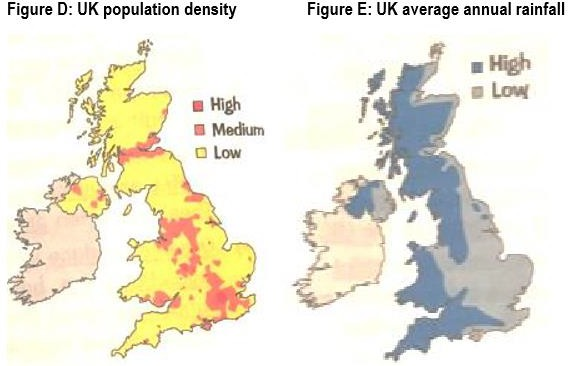 Figure D: UK population density
High
Medium
Low
Figure E: UK average annual rainfall
High
Low